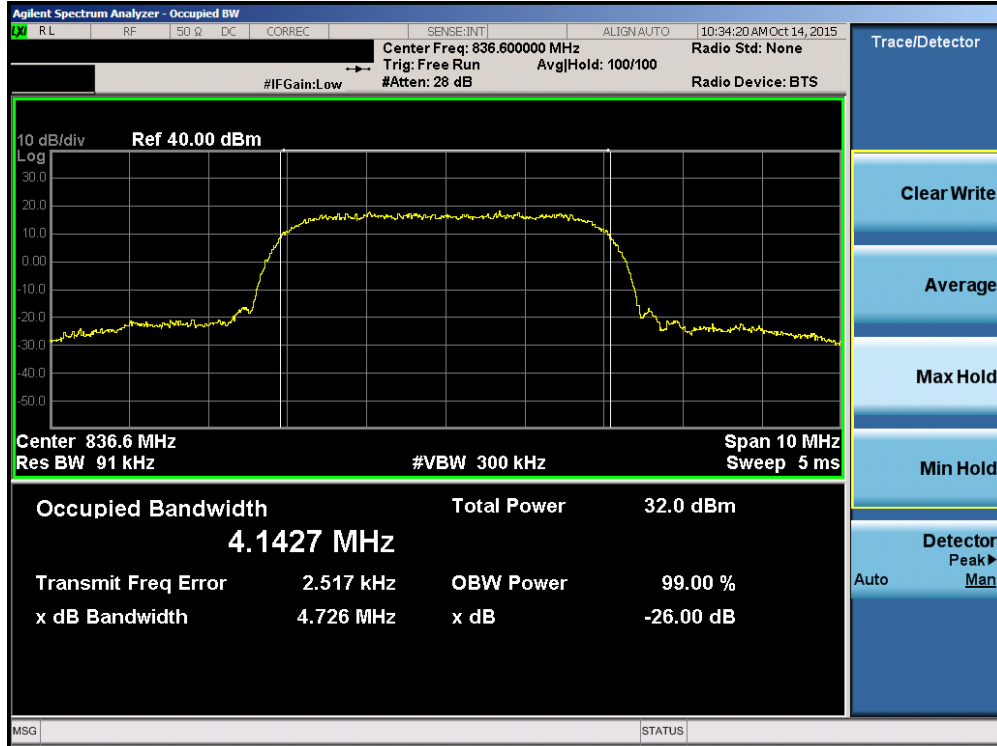 Agilent Spectrum Analyzer - Occupied BW
LXI RL RF 50 Ω DC CORREC SENSE:INT ALIGN AUTO 10:34:20 AM Oct 14, 2015
Center Freq: 836.600000 MHz Radio Std: None
Trig: Free Run Avg|Hold: 100/100
#IFGain:Low #Atten: 28 dB Radio Device: BTS
10 dB/div Ref 40.00 dBm
Log
30.0
20.0
10.0
0.00
-10.0
-20.0
-30.0
-40.0
-50.0
Center 836.6 MHz Span 10 MHz
Res BW 91 kHz #VBW 300 kHz Sweep 5 ms
Occupied Bandwidth Total Power 32.0 dBm
4.1427 MHz
Transmit Freq Error 2.517 kHz OBW Power 99.00 %
x dB Bandwidth 4.726 MHz x dB -26.00 dB
MSG STATUS
Trace/Detector
Clear Write
Average
Max Hold
Min Hold
Detector
Peak▶
Auto Man